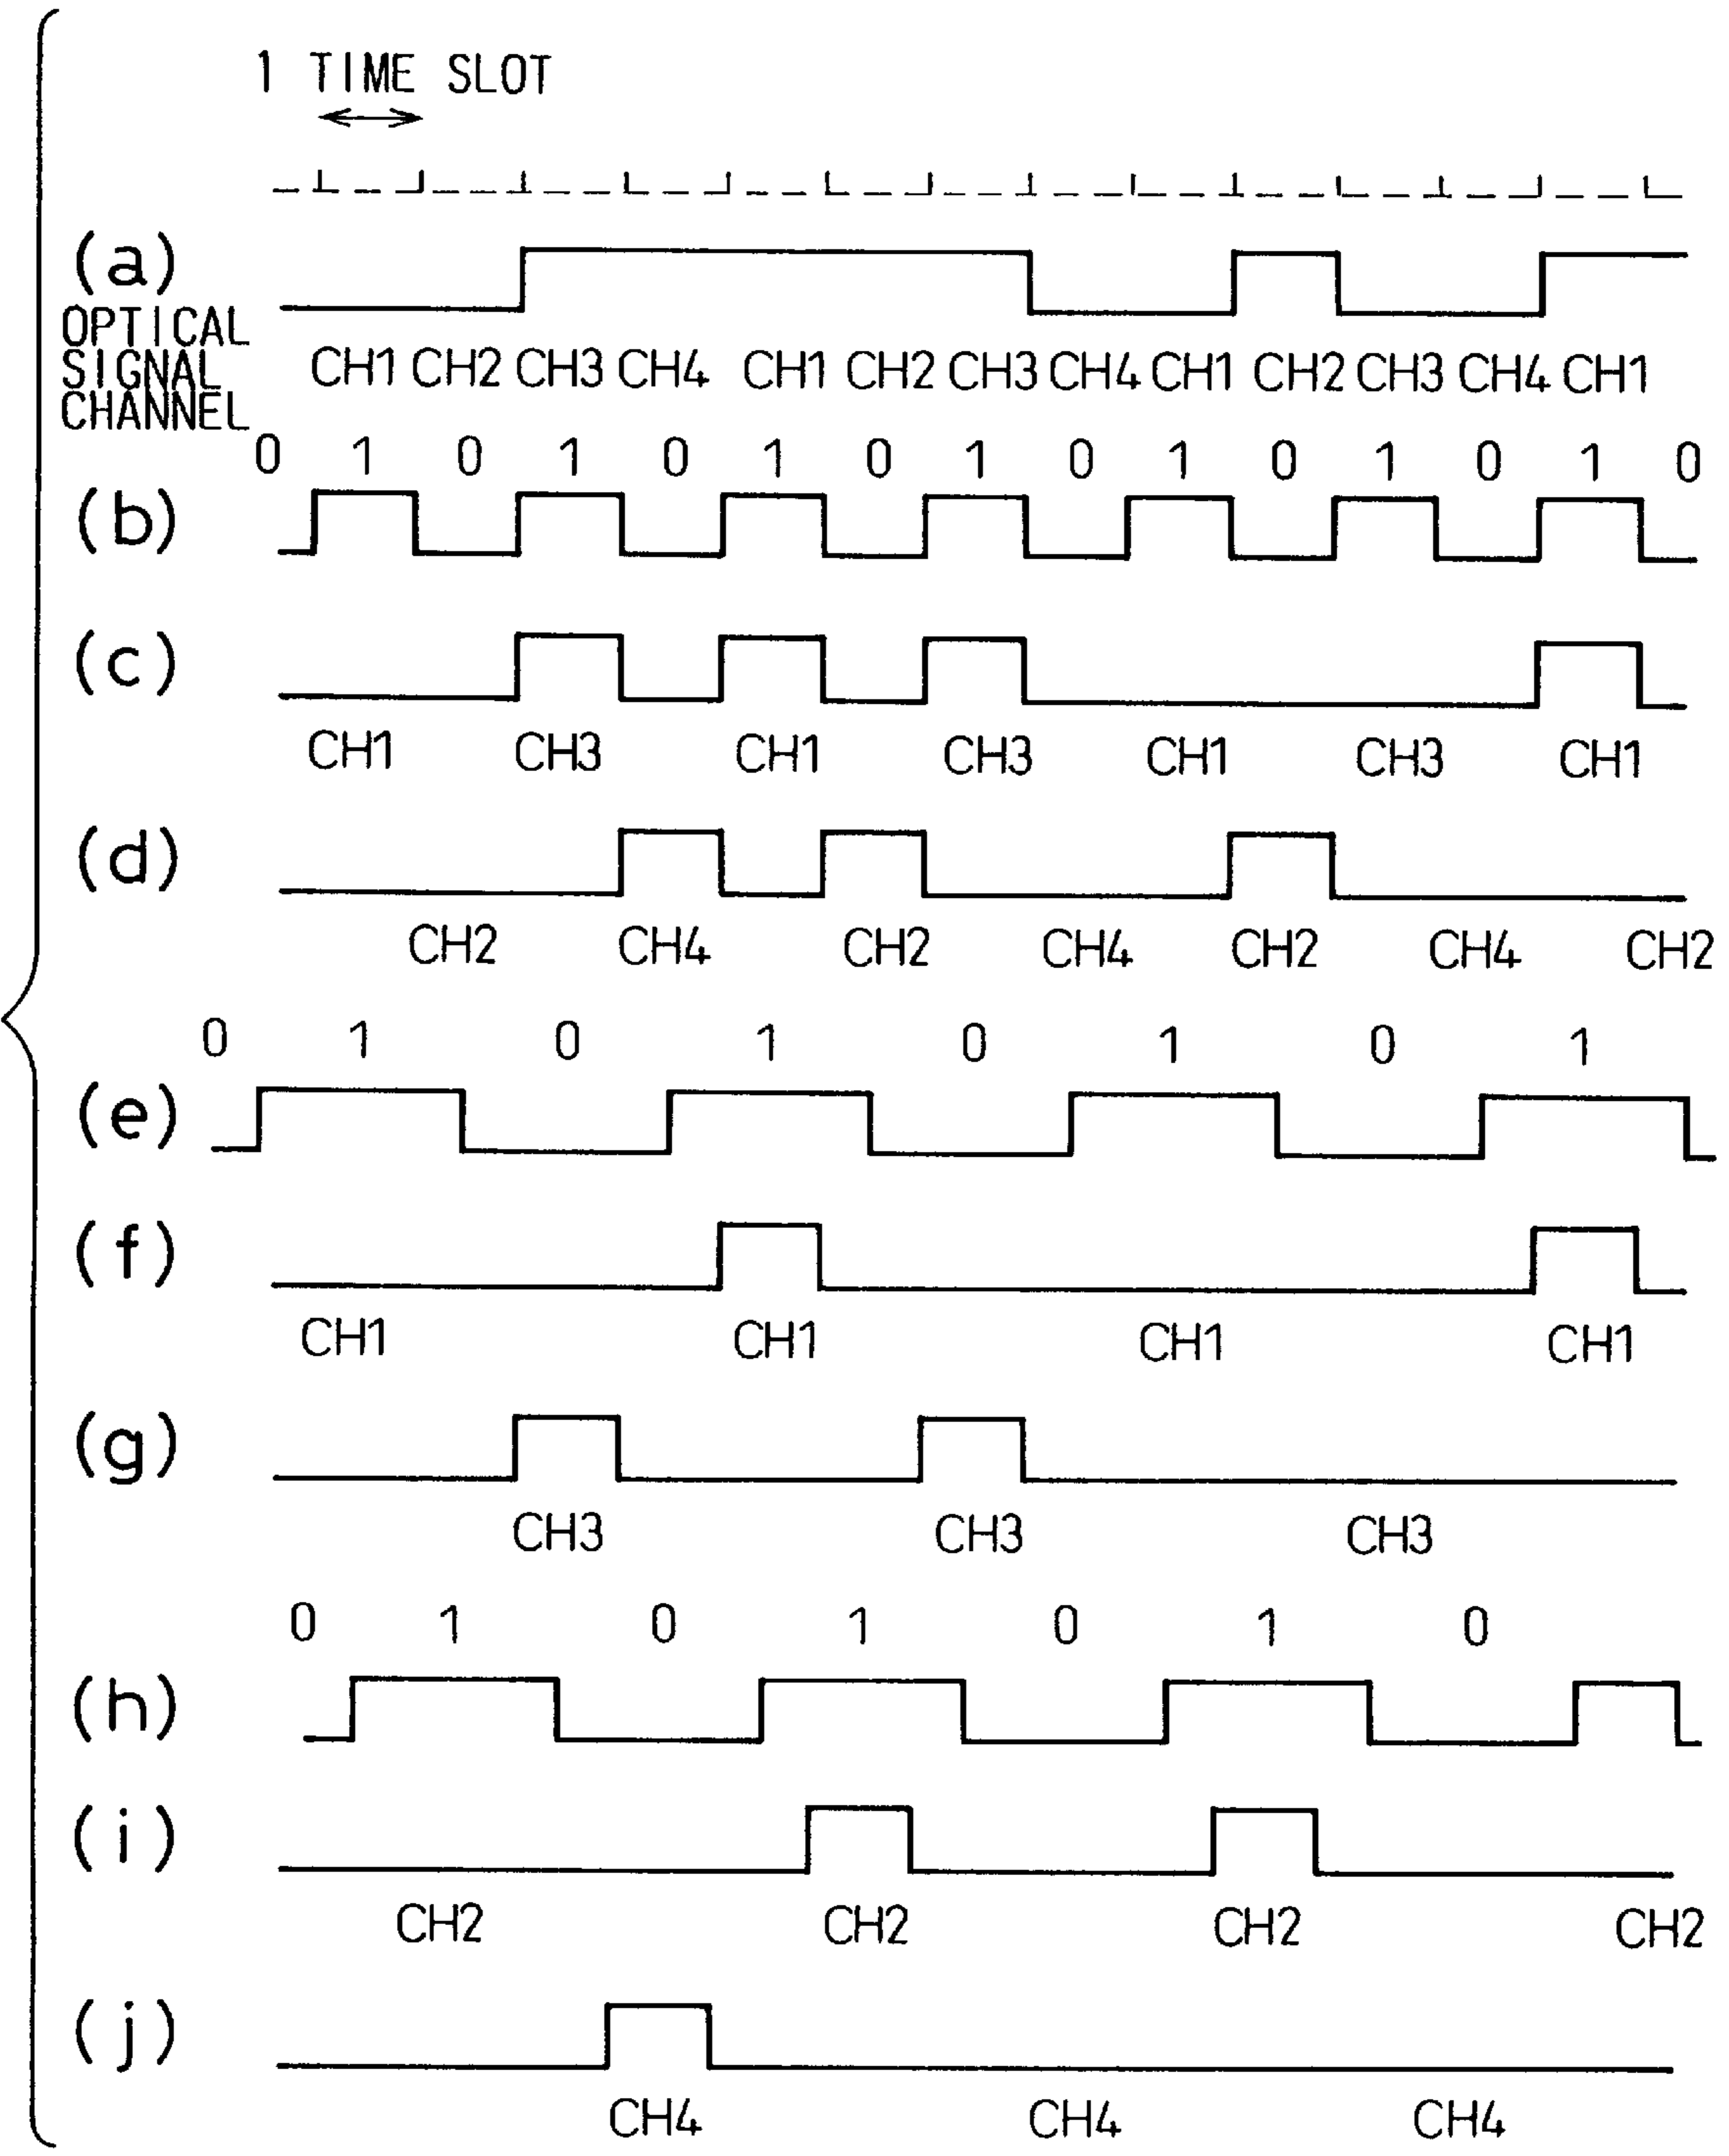 1 TIME SLOT
(a)
OPTICAL
SIGNAL
CHANNEL
CH1 CH2 CH3 CH4 CH1 CH2 CH3 CH4 CH1 CH2 CH3 CH4 CH1
0 1 0 1 0 1 0 1 0 1 0 1 0 1 0
(b)
(c)
CH1 CH3 CH1 CH3 CH1 CH3 CH1
(d)
CH2 CH4 CH2 CH4 CH2 CH4 CH2
0 1 0 1 0 1 0 1
(e)
(f)
CH1 CH1 CH1 CH1
(g)
CH3 CH3 CH3
0 1 0 1 0 1 0
(h)
(i)
CH2 CH2 CH2 CH2
(j)
CH4 CH4 CH4